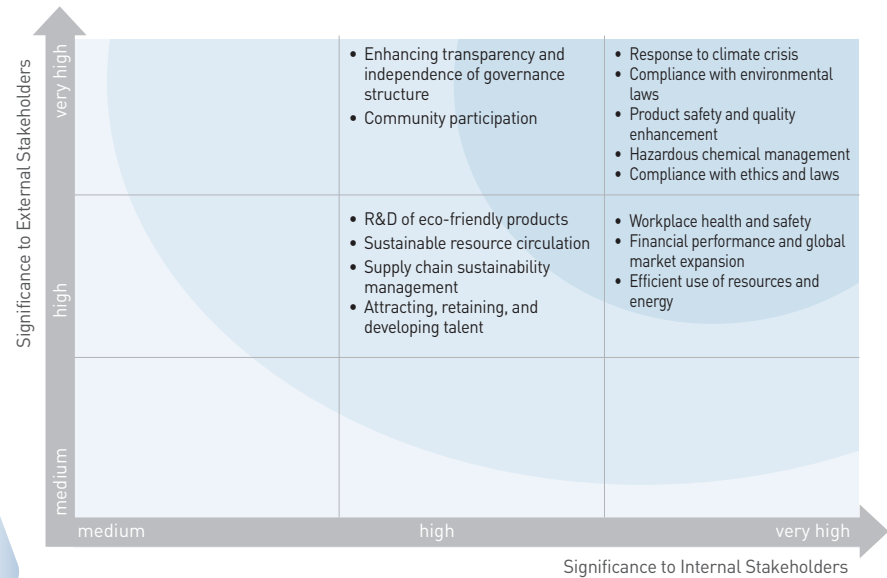 Significance to External Stakeholders
very high
high
medium
• Enhancing transparency and
independence of governance
structure
• Community participation
• Response to climate crisis
• Compliance with environmental
laws
• Product safety and quality
enhancement
• Hazardous chemical management
• Compliance with ethics and laws
• R&D of eco-friendly products
• Sustainable resource circulation
• Supply chain sustainability
management
• Attracting, retaining, and
developing talent
• Workplace health and safety
• Financial performance and global
market expansion
• Efficient use of resources and
energy
medium
high
very high
Significance to Internal Stakeholders